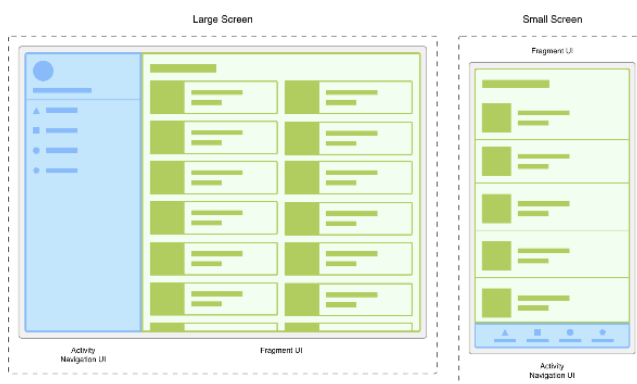 Large Screen
Small Screen
Fragment UI
Activity
Navigation UI
Fragment UI
Activity
Navigation UI